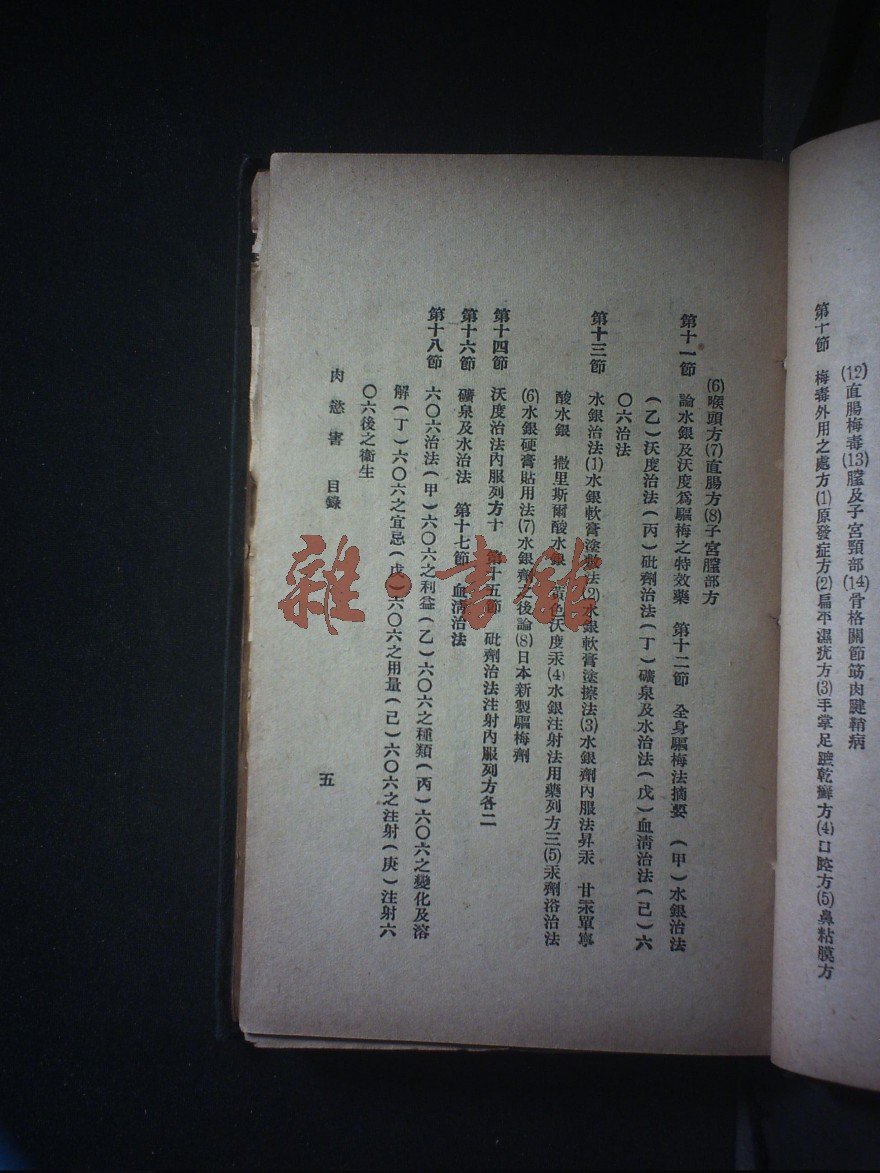 (12)直腸梅毒(13)膣及子宮頸部(14)骨格關節筋肉腱鞘病
第十節　梅毒外用之處方(1)原發症方(2)扁平濕疣方(3)手掌足蹠乾癬方(4)口腔方(5)鼻粘膜方
(6)喉頭方(7)直腸方(8)子宮膣部方
第十一節　論水銀及沃度爲驅梅之特效藥　第十二節　全身驅梅法摘要　(甲)水銀治法
(乙)沃度治法(丙)砒劑治法(丁)礦泉及水治法(戊)血清治法(己)六
〇六治法
第十三節　水銀治法(1)水銀軟膏塗敷法(2)水銀軟膏塗擦法(3)水銀劑內服法昇汞　甘汞單寧
酸水銀　撒里斯爾酸水銀　黃色沃度汞(4)水銀注射法用藥列方三(5)汞劑浴治法
(6)水銀硬膏貼用法(7)水銀劑之後論(8)日本新製驅梅劑
第十四節　沃度治法內服列方十　第十五節　砒劑治法注射內服列方各二
第十六節　礦泉及水治法　第十七節　血清治法
第十八節　六〇六治法(甲)六〇六之利益(乙)六〇六之種類(丙)六〇六之變化及溶
解(丁)六〇六之宜忌(戊)六〇六之用量(己)六〇六之注射(庚)注射六
〇六後之衞生
肉慾害　目錄
五
雜·書館